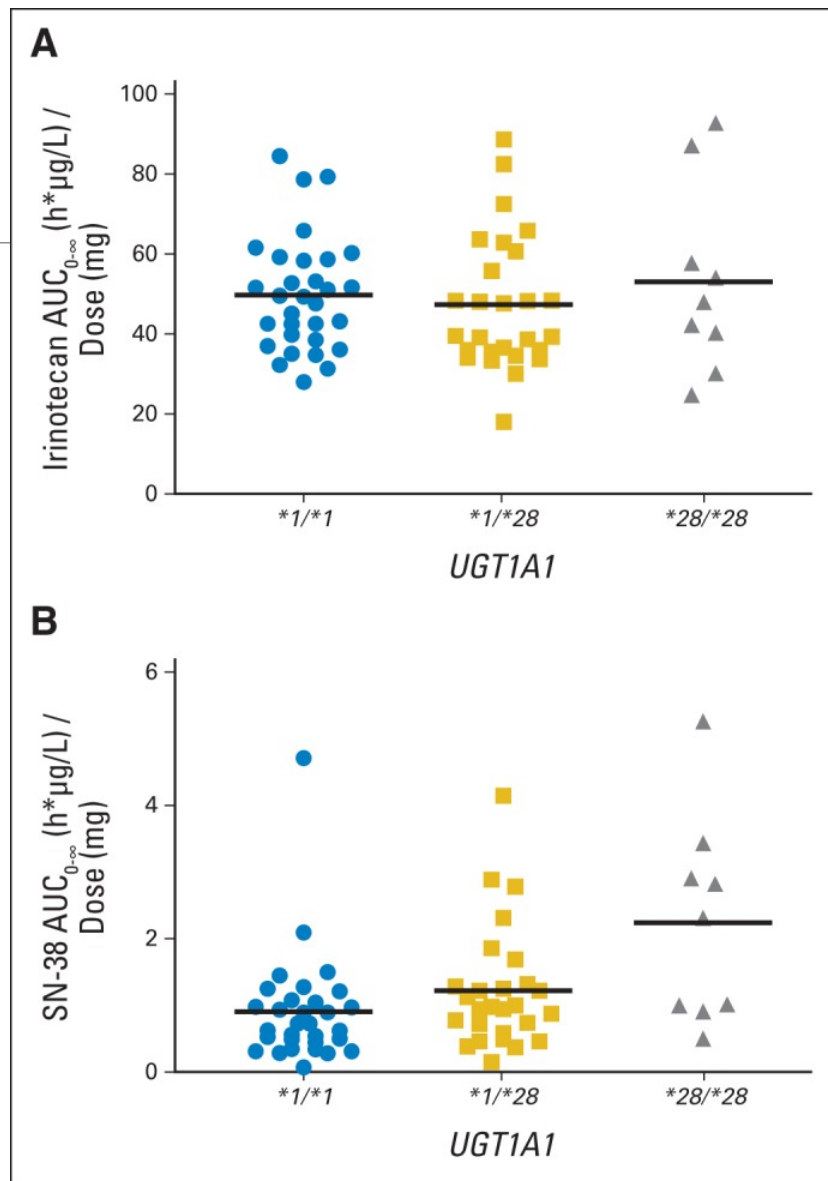 A
Irinotecan AUC0-∞ (h*µg/L) /
Dose (mg)
100
80
60
40
20
0
*1/*1
*1/*28
*28/*28
UGT1A1
B
SN-38 AUC0-∞ (h*µg/L) /
Dose (mg)
6
4
2
0
*1/*1
*1/*28
*28/*28
UGT1A1